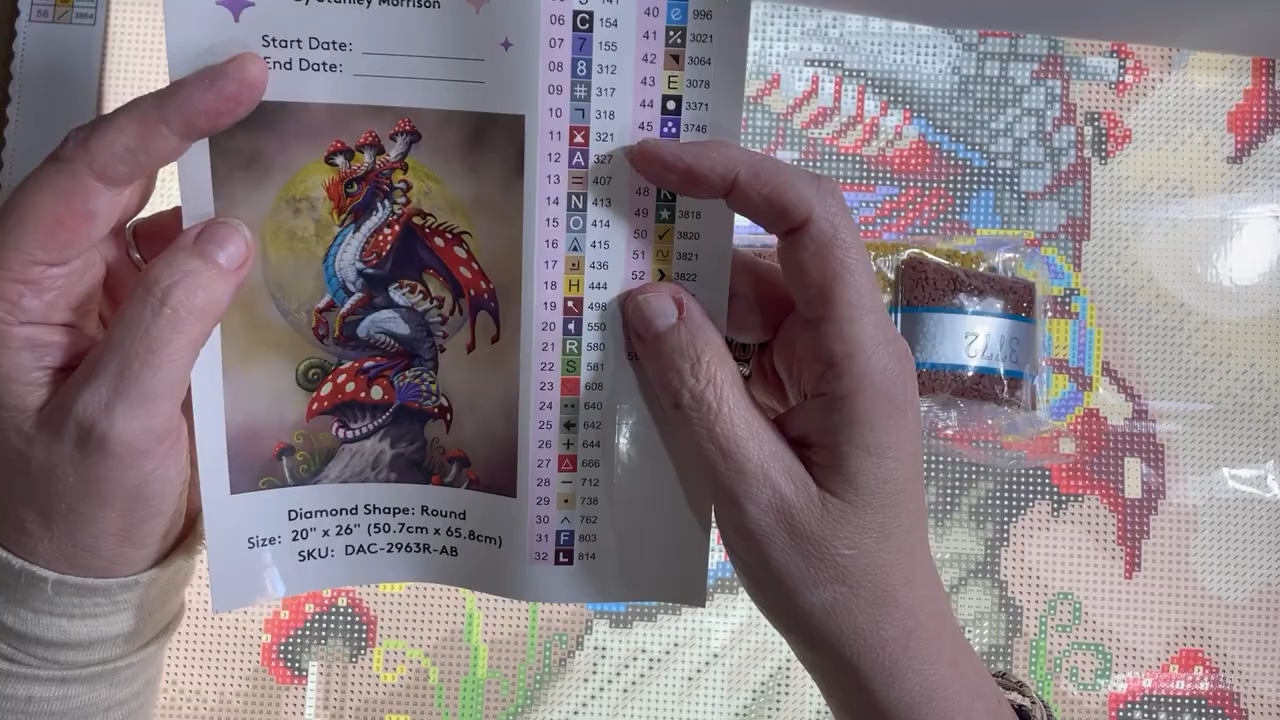 56 3864
By Stanley Morrison
Start Date:
End Date:
Diamond Shape: Round
Size: 20" x 26" (50.7cm x 65.8cm)
SKU: DAC-2963R-AB
06 C 154
07 7 155
08 8 312
09 # 317
10 ¬ 318
11 321
12 A 327
13 = 407
14 N 413
15 O 414
16 415
17 436
18 H 444
19 498
20 550
21 R 580
22 S 581
23 608
24 640
25 642
26 + 644
27 △ 666
28 — 712
29 738
30 ^ 762
31 F 803
32 L 814
40 e 996
41 3021
42 3064
43 E 3078
44 ● 3371
45 3746
48 K
49 ★ 3818
50 ✓ 3820
51 3821
52 3822
3772